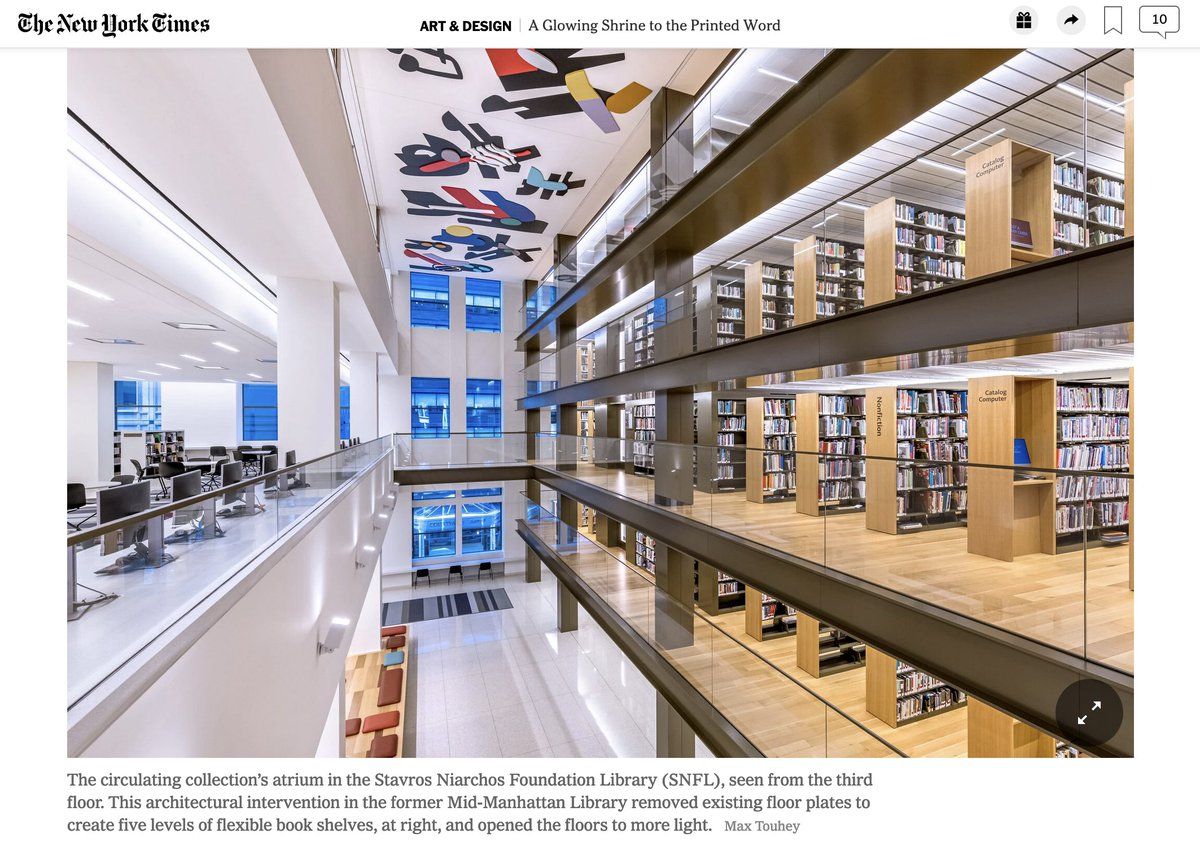 The New York Times
ART & DESIGN | A Glowing Shrine to the Printed Word
10
Catalog
Computer
Nonfiction
Catalog
Computer
The circulating collection’s atrium in the Stavros Niarchos Foundation Library (SNFL), seen from the third
floor. This architectural intervention in the former Mid-Manhattan Library removed existing floor plates to
create five levels of flexible book shelves, at right, and opened the floors to more light. Max Touhey